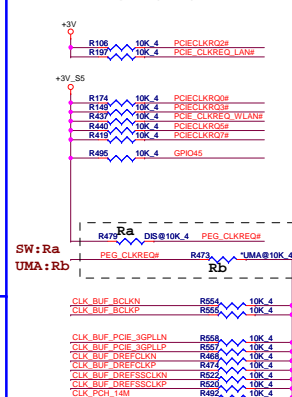 +3V
R106 10K_4 PCIECLKRQ2#
R197 10K_4 PCIE_CLKREQ_LAN#
+3V_S5
R174 10K_4 PCIECLKRQ0#
R149 10K_4 PCIECLKRQ3#
R437 10K_4 PCIE_CLKREQ_WLAN#
R440 10K_4 PCIECLKRQ5#
R419 10K_4 PCIECLKRQ7#
R495 10K_4 GPIO45
Ra
R479 DIS@10K_4 PEG_CLKREQ#
SW:Ra
PEG_CLKREQ# R473 *UMA@10K_4
UMA:Rb
Rb
CLK_BUF_BCLKN R554 10K_4
CLK_BUF_BCLKP R555 10K_4
CLK_BUF_PCIE_3GPLLN R558 10K_4
CLK_BUF_PCIE_3GPLLP R557 10K_4
CLK_BUF_DREFCLKN R468 10K_4
CLK_BUF_DREFCLKP R474 10K_4
CLK_BUF_DREFSSCLKN R522 10K_4
CLK_BUF_DREFSSCLKP R520 10K_4
CLK_PCH_14M R492 10K_4